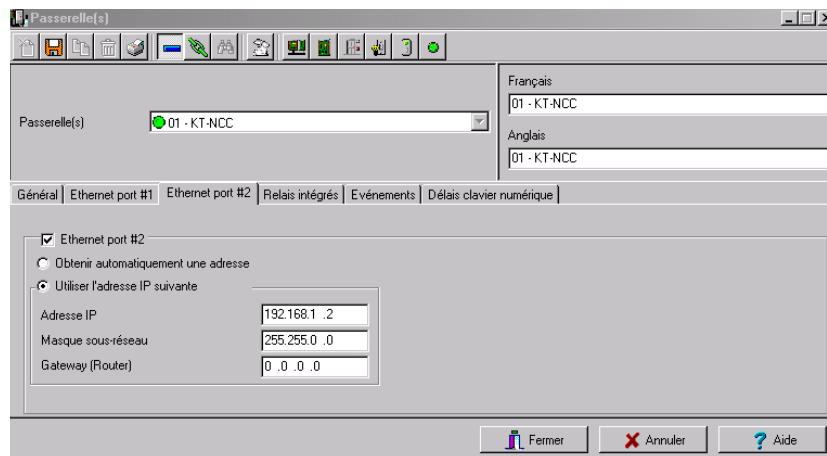 Passerelle(s)
Français
01 - KT-NCC
Passerelle(s)
01 - KT-NCC
Anglais
01 - KT-NCC
Général
Ethernet port #1
Ethernet port #2
Relais intégrés
Evénements
Délais clavier numérique
Ethernet port #2
Obtenir automatiquement une adresse
Utiliser l'adresse IP suivante
Adresse IP
192.168.1 .2
Masque sous-réseau
255.255.0 .0
Gateway (Router)
0 .0 .0 .0
Fermer
Annuler
? Aide